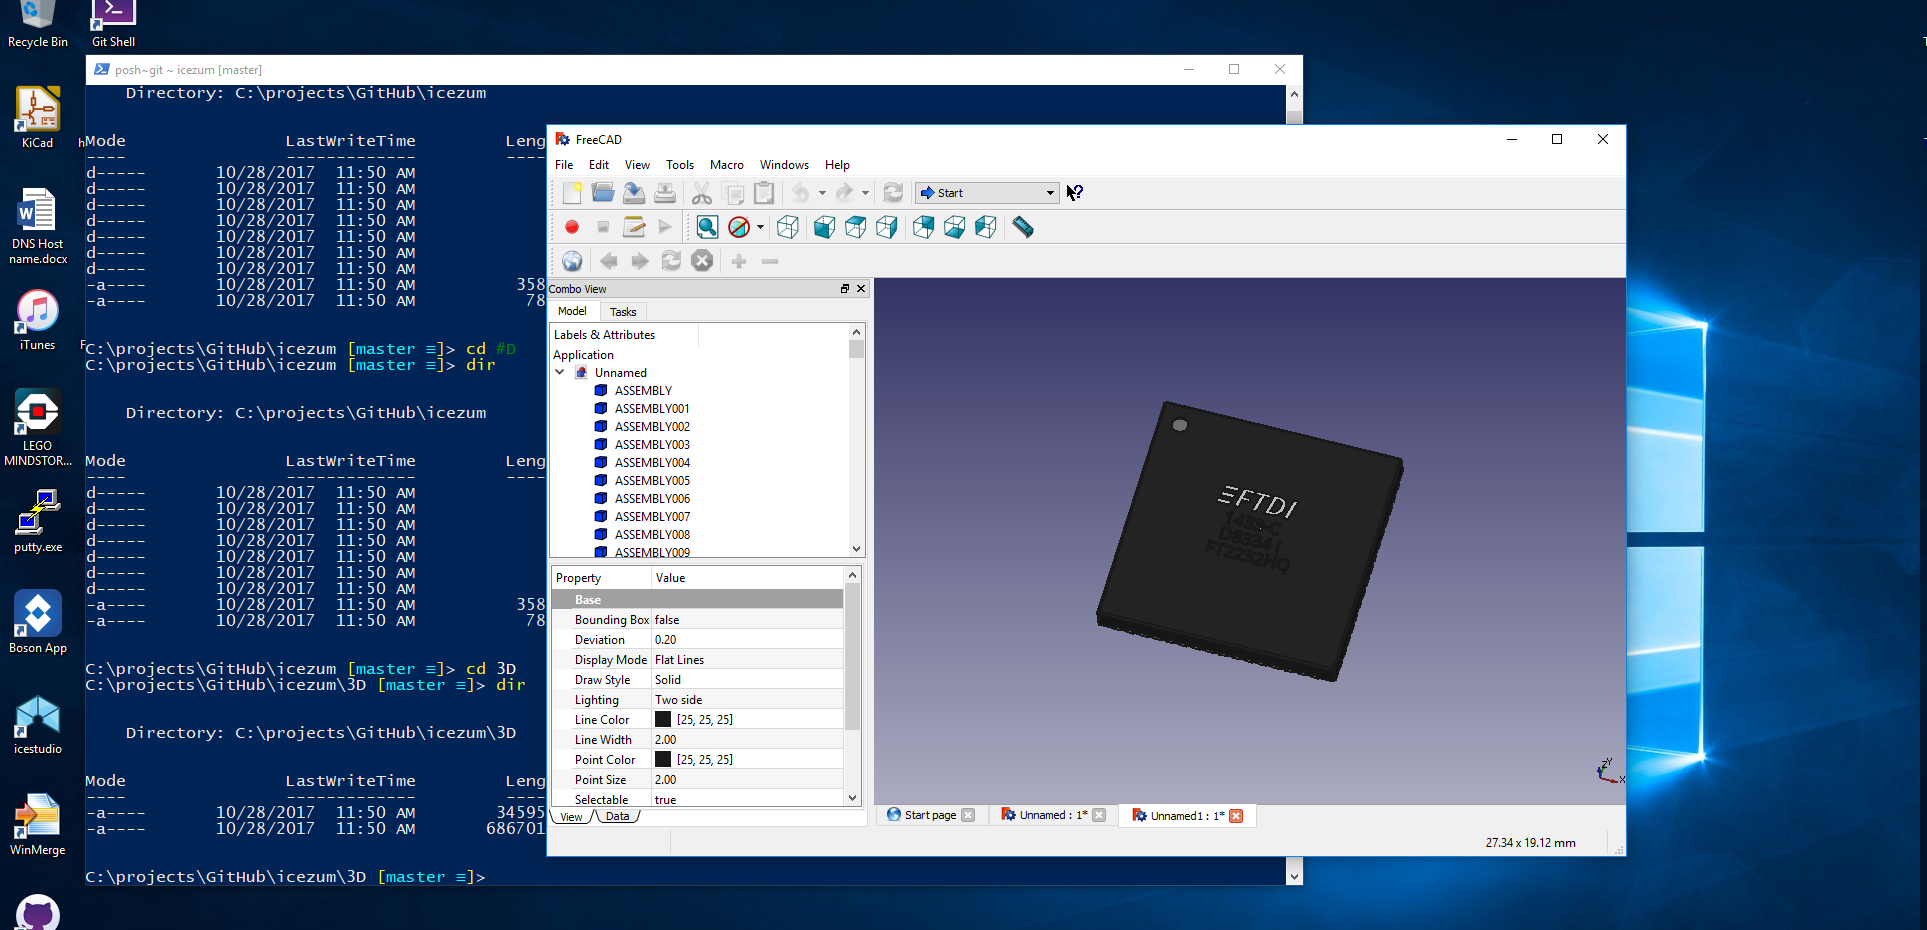 Recycle Bin
Git Shell
KiCad
DNS Host
name.docx
iTunes
LEGO
MINDSTOR...
putty.exe
Boson App
icestudio
WinMerge
posh~git ~ icezum [master]
Directory: C:\projects\GitHub\icezum
Mode LastWriteTime Leng
---- ------------- ----
d----- 10/28/2017 11:50 AM
d----- 10/28/2017 11:50 AM
d----- 10/28/2017 11:50 AM
d----- 10/28/2017 11:50 AM
d----- 10/28/2017 11:50 AM
d----- 10/28/2017 11:50 AM
d----- 10/28/2017 11:50 AM
-a---- 10/28/2017 11:50 AM 358
-a---- 10/28/2017 11:50 AM 78
C:\projects\GitHub\icezum [master ≡]> cd #D
C:\projects\GitHub\icezum [master ≡]> dir
Directory: C:\projects\GitHub\icezum
Mode LastWriteTime Leng
---- ------------- ----
d----- 10/28/2017 11:50 AM
d----- 10/28/2017 11:50 AM
d----- 10/28/2017 11:50 AM
d----- 10/28/2017 11:50 AM
d----- 10/28/2017 11:50 AM
d----- 10/28/2017 11:50 AM
d----- 10/28/2017 11:50 AM
-a---- 10/28/2017 11:50 AM 358
-a---- 10/28/2017 11:50 AM 78
C:\projects\GitHub\icezum [master ≡]> cd 3D
C:\projects\GitHub\icezum\3D [master ≡]> dir
Directory: C:\projects\GitHub\icezum\3D
Mode LastWriteTime Leng
---- ------------- ----
-a---- 10/28/2017 11:50 AM 34595
-a---- 10/28/2017 11:50 AM 686701
C:\projects\GitHub\icezum\3D [master ≡]>
FreeCAD
File Edit View Tools Macro Windows Help
Start
Combo View
Model Tasks
Labels & Attributes
Application
Unnamed
ASSEMBLY
ASSEMBLY001
ASSEMBLY002
ASSEMBLY003
ASSEMBLY004
ASSEMBLY005
ASSEMBLY006
ASSEMBLY007
ASSEMBLY008
ASSEMBLY009
Property Value
Base
Bounding Box false
Deviation 0.20
Display Mode Flat Lines
Draw Style Solid
Lighting Two side
Line Color [25, 25, 25]
Line Width 2.00
Point Color [25, 25, 25]
Point Size 2.00
Selectable true
View Data
FTDI
FT2232HQ
Z Y X
Start page Unnamed : 1* Unnamed1 : 1*
27.34 x 19.12 mm